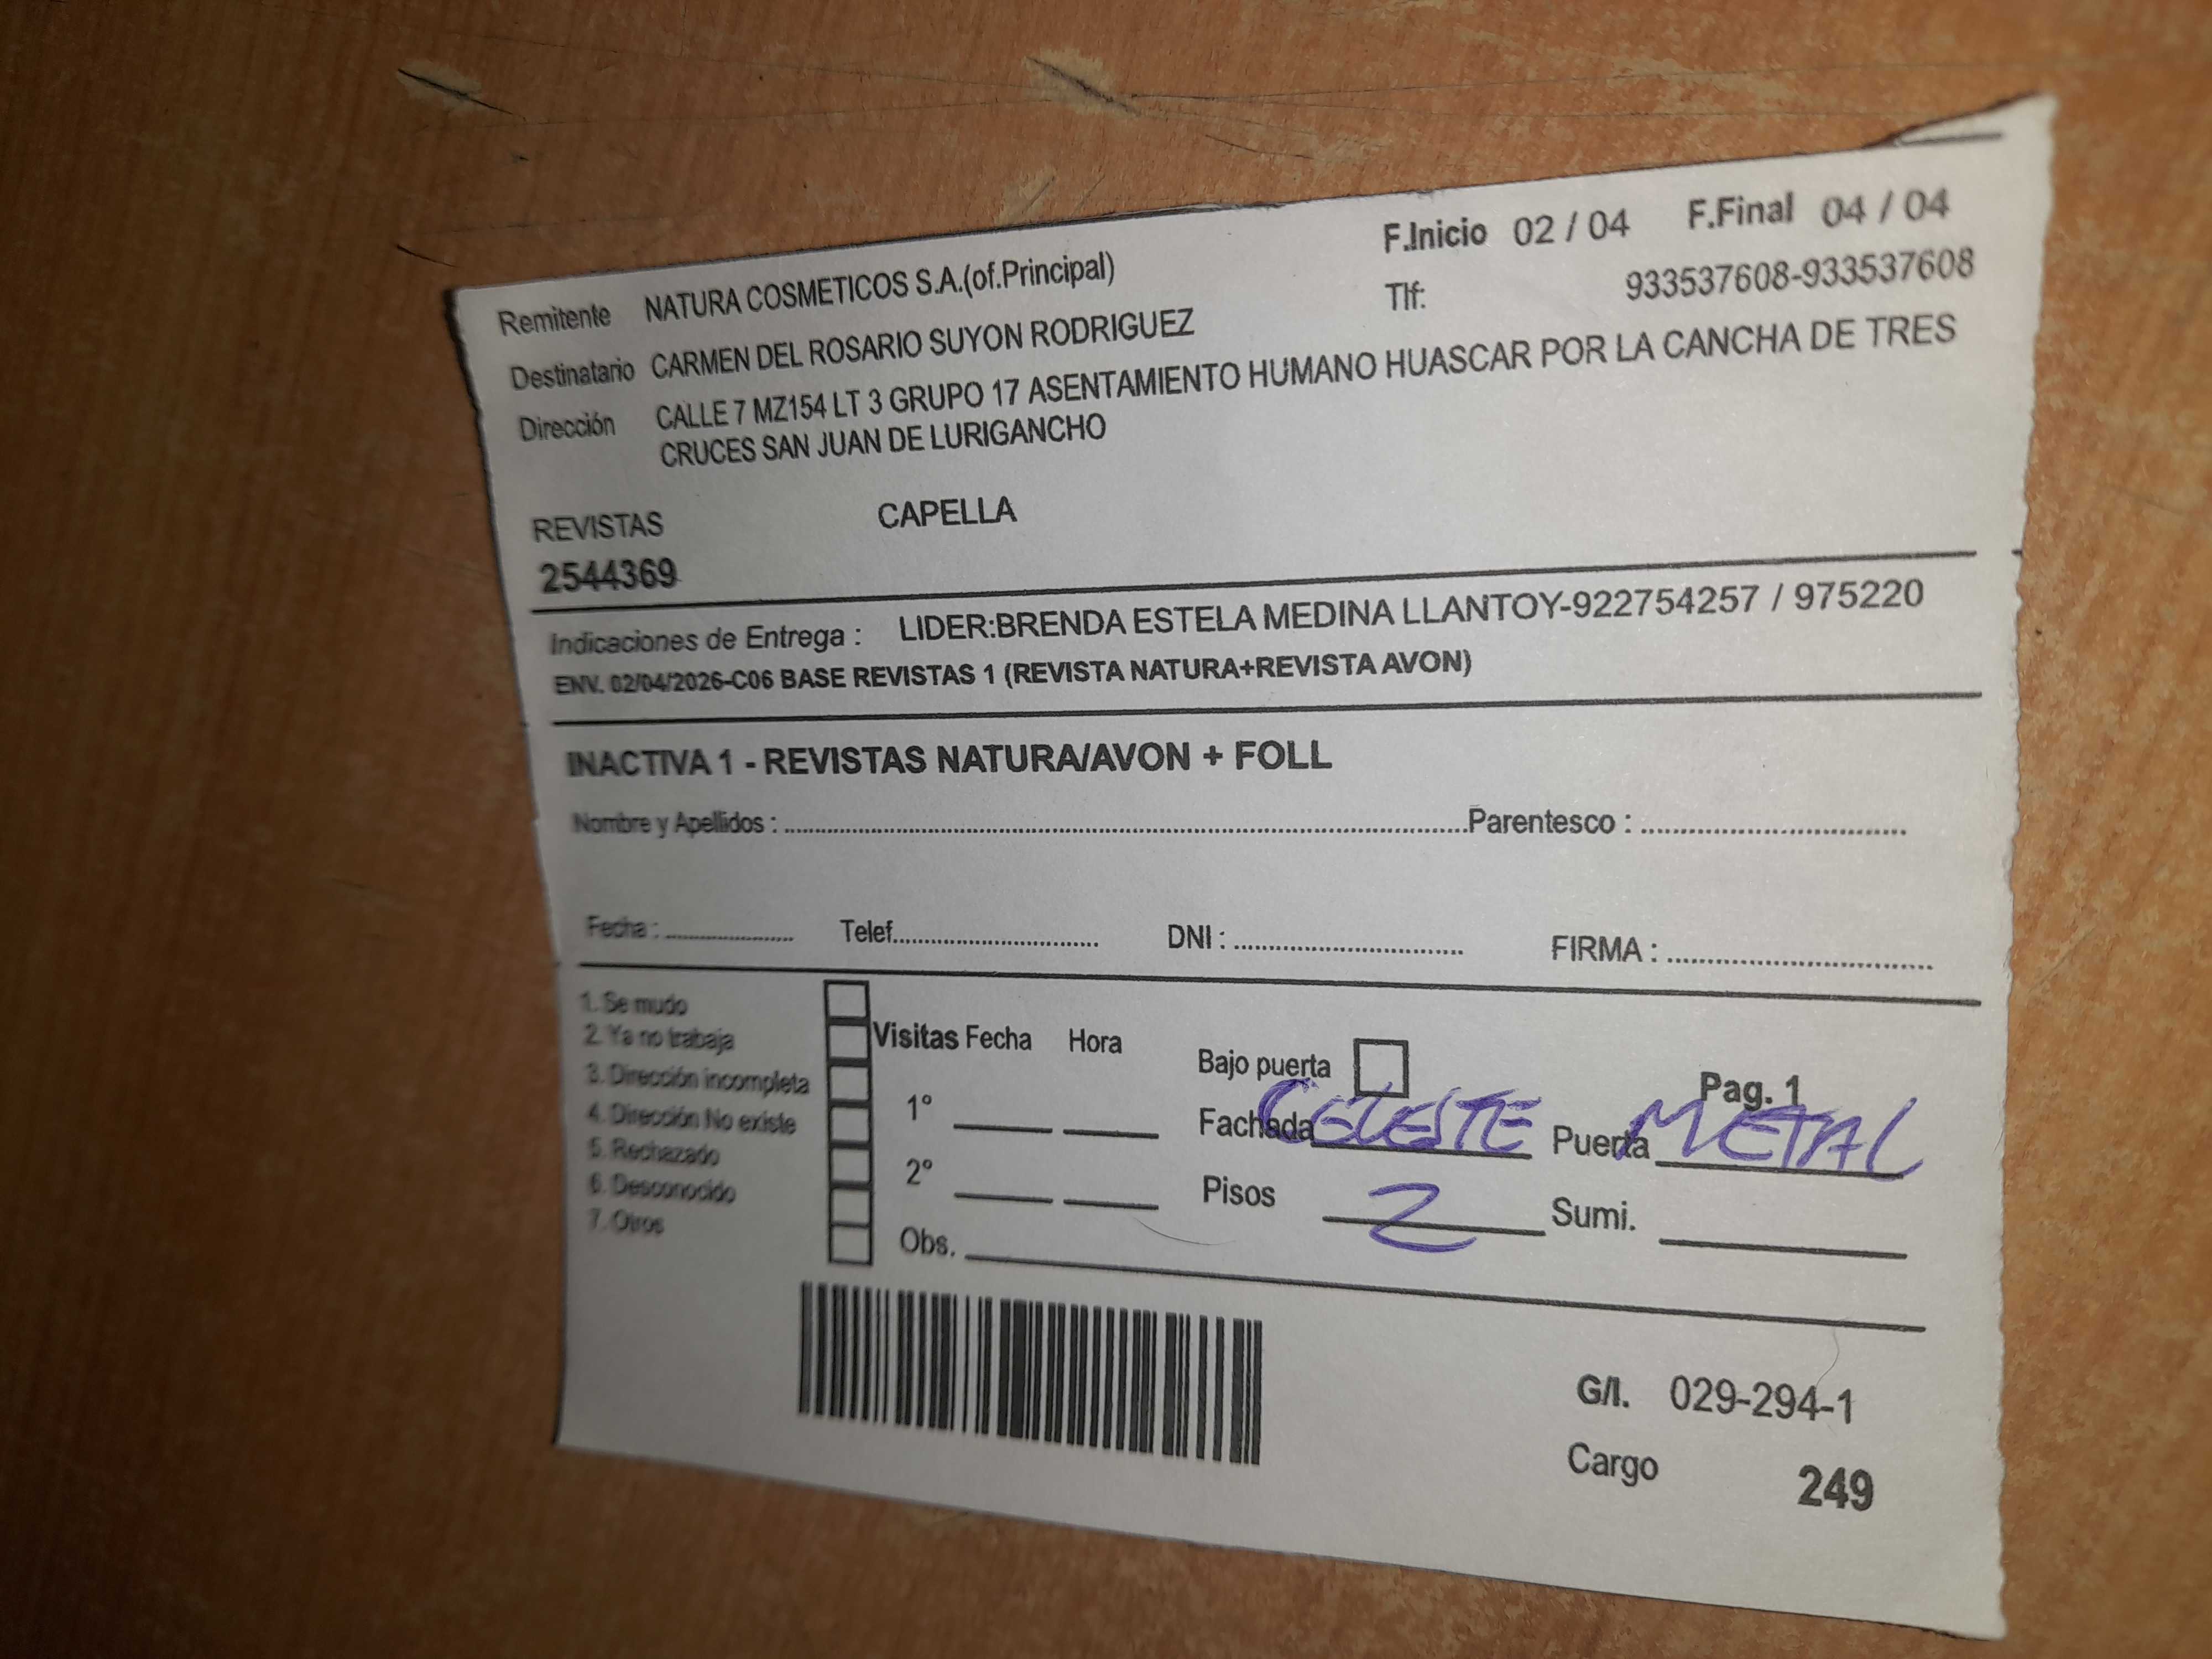 F.Inicio 02 / 04 F.Final 04 / 04
Remitente NATURA COSMETICOS S.A.(of.Principal) Tlf: 933537608-933537608
Destinatario CARMEN DEL ROSARIO SUYON RODRIGUEZ
Dirección CALLE 7 MZ154 LT 3 GRUPO 17 ASENTAMIENTO HUMANO HUASCAR POR LA CANCHA DE TRES
CRUCES SAN JUAN DE LURIGANCHO
REVISTAS CAPELLA
2544369
Indicaciones de Entrega : LIDER:BRENDA ESTELA MEDINA LLANTOY-922754257 / 975220
ENV. 02/04/2026-C06 BASE REVISTAS 1 (REVISTA NATURA+REVISTA AVON)
INACTIVA 1 - REVISTAS NATURA/AVON + FOLL
Nombre y Apellidos : Parentesco :
Fecha : Telef. DNI : FIRMA :
1. Se mudo
2. Ya no trabaja
3. Dirección incompleta
4. Dirección No existe
5. Rechazado
6. Desconocido
7. Otros
Visitas Fecha Hora
1°
2°
Obs.
Bajo puerta Pag. 1
Fachada CELESTE Puerta METAL
Pisos 2 Sumi.
G/I. 029-294-1
Cargo 249